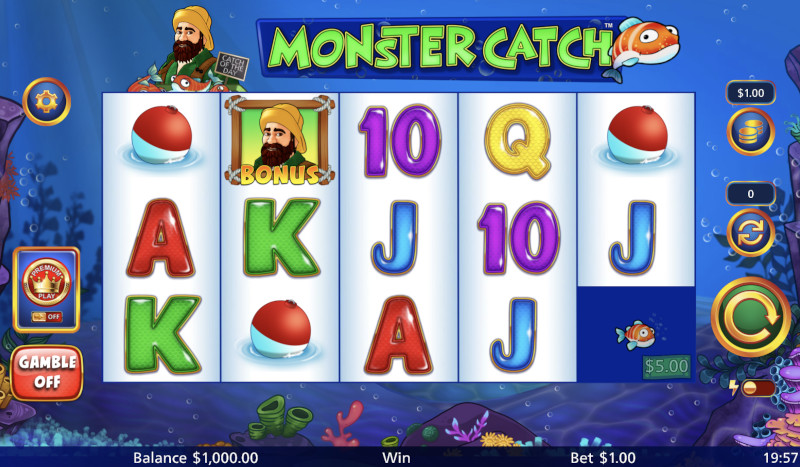 CATCH
OF THE
DAY
MONSTER CATCH™
$1.00
10 Q
BONUS
0
A K J 10 J
PREMIUM
PLAY
OFF
K A J
GAMBLE
OFF
$5.00
Balance $1,000.00 Win Bet $1.00 19:57